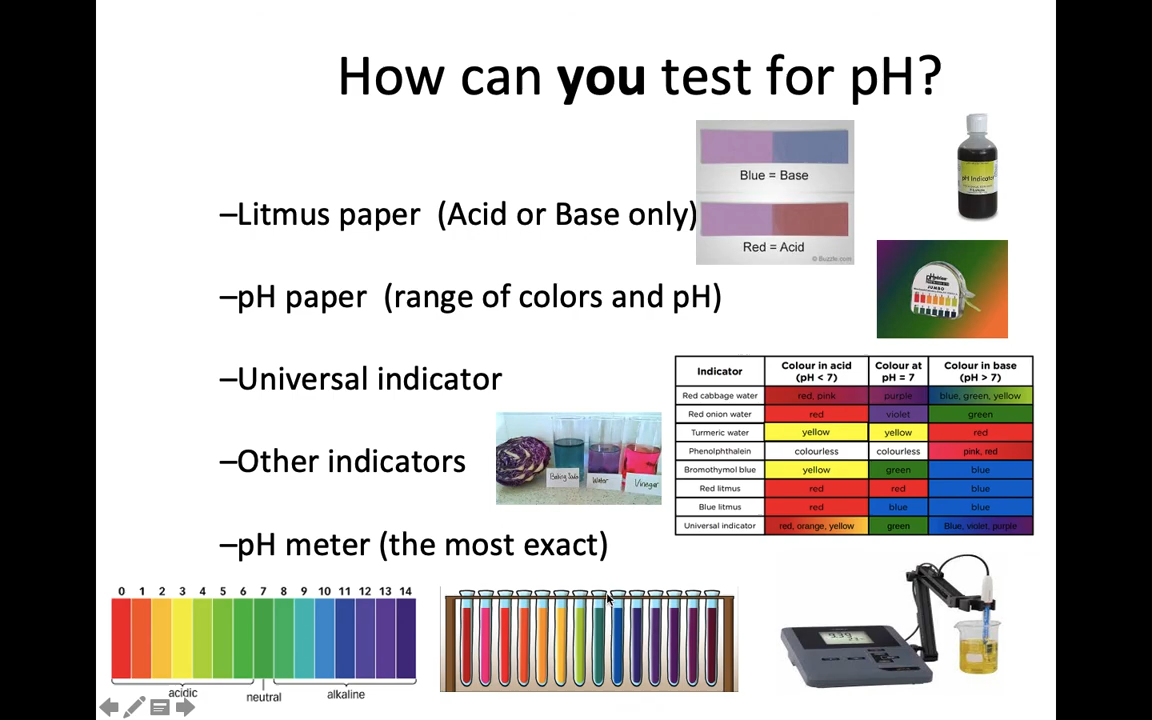 How can you test for pH?
Blue = Base
Red = Acid
© Buzzle.com
–Litmus paper (Acid or Base only)
–pH paper (range of colors and pH)
–Universal indicator
–Other indicators
–pH meter (the most exact)
pH Indicator
JUMBO
Baking Soda
Water
Vinegar
Indicator Colour in acid (pH < 7) Colour at pH = 7 Colour in base (pH > 7)
Red cabbage water red, pink purple blue, green, yellow
Red onion water red violet green
Turmeric water yellow yellow red
Phenolphthalein colourless colourless pink, red
Bromothymol blue yellow green blue
Red litmus red red blue
Blue litmus red blue blue
Universal indicator red, orange, yellow green Blue, violet, purple
0 1 2 3 4 5 6 7 8 9 10 11 12 13 14
acidic neutral alkaline